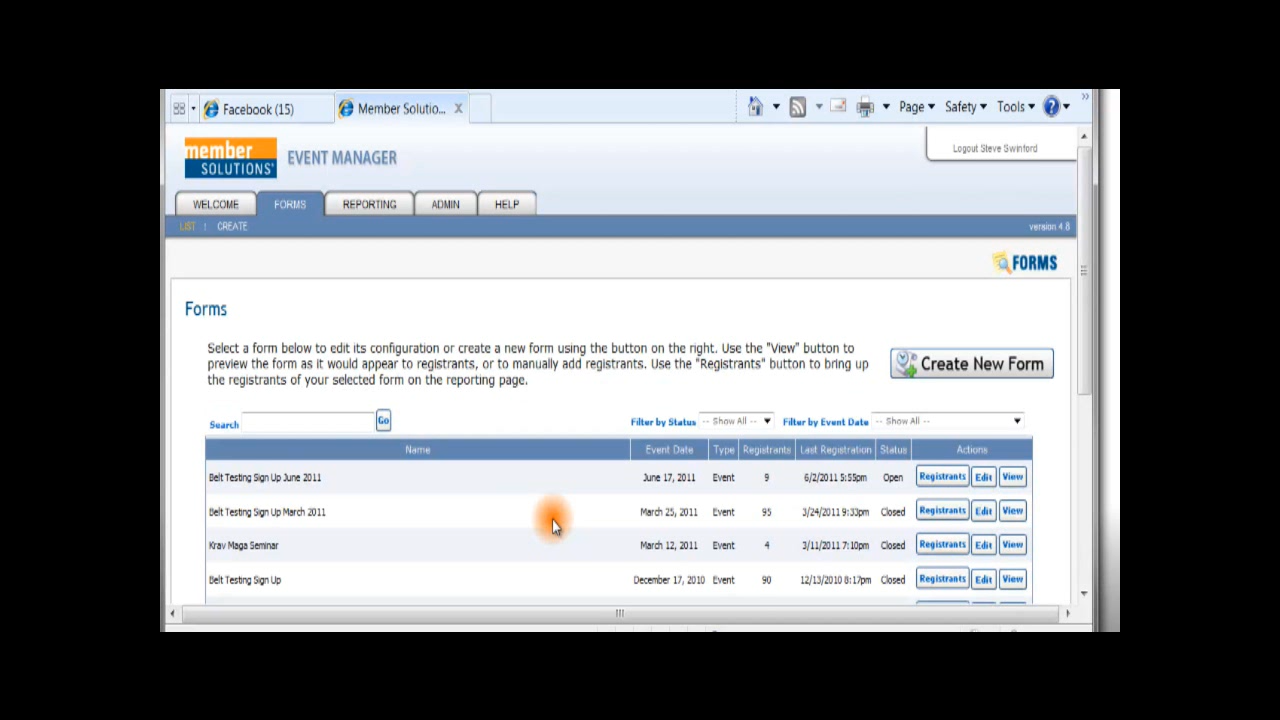 Facebook (15)
Member Solutio...
Page
Safety
Tools
member
SOLUTIONS
EVENT MANAGER
Logout Steve Swinford
WELCOME
FORMS
REPORTING
ADMIN
HELP
LIST
CREATE
version 4.8
FORMS
Forms
Select a form below to edit its configuration or create a new form using the button on the right. Use the "View" button to
preview the form as it would appear to registrants, or to manually add registrants. Use the "Registrants" button to bring up
the registrants of your selected form on the reporting page.
Create New Form
Search Go Filter by Status -- Show All -- Filter by Event Date -- Show All --
Name Event Date Type Registrants Last Registration Status Actions
Belt Testing Sign Up June 2011 June 17, 2011 Event 9 6/2/2011 5:55pm Open Registrants Edit View
Belt Testing Sign Up March 2011 March 25, 2011 Event 95 3/24/2011 9:33pm Closed Registrants Edit View
Krav Maga Seminar March 12, 2011 Event 4 3/11/2011 7:10pm Closed Registrants Edit View
Belt Testing Sign Up December 17, 2010 Event 90 12/13/2010 8:17pm Closed Registrants Edit View